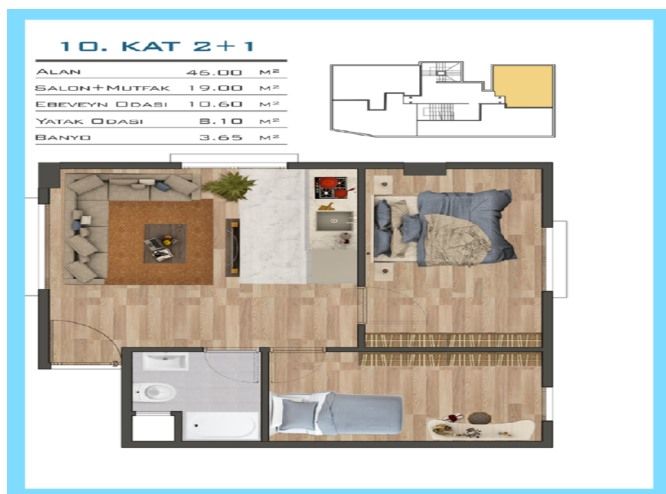 10. KAT 2+1
ALAN 46.00 M²
SALON+MUTFAK 19.00 M²
EBEVEYN ODASI 10.60 M²
YATAK ODASI 8.10 M²
BANYO 3.65 M²